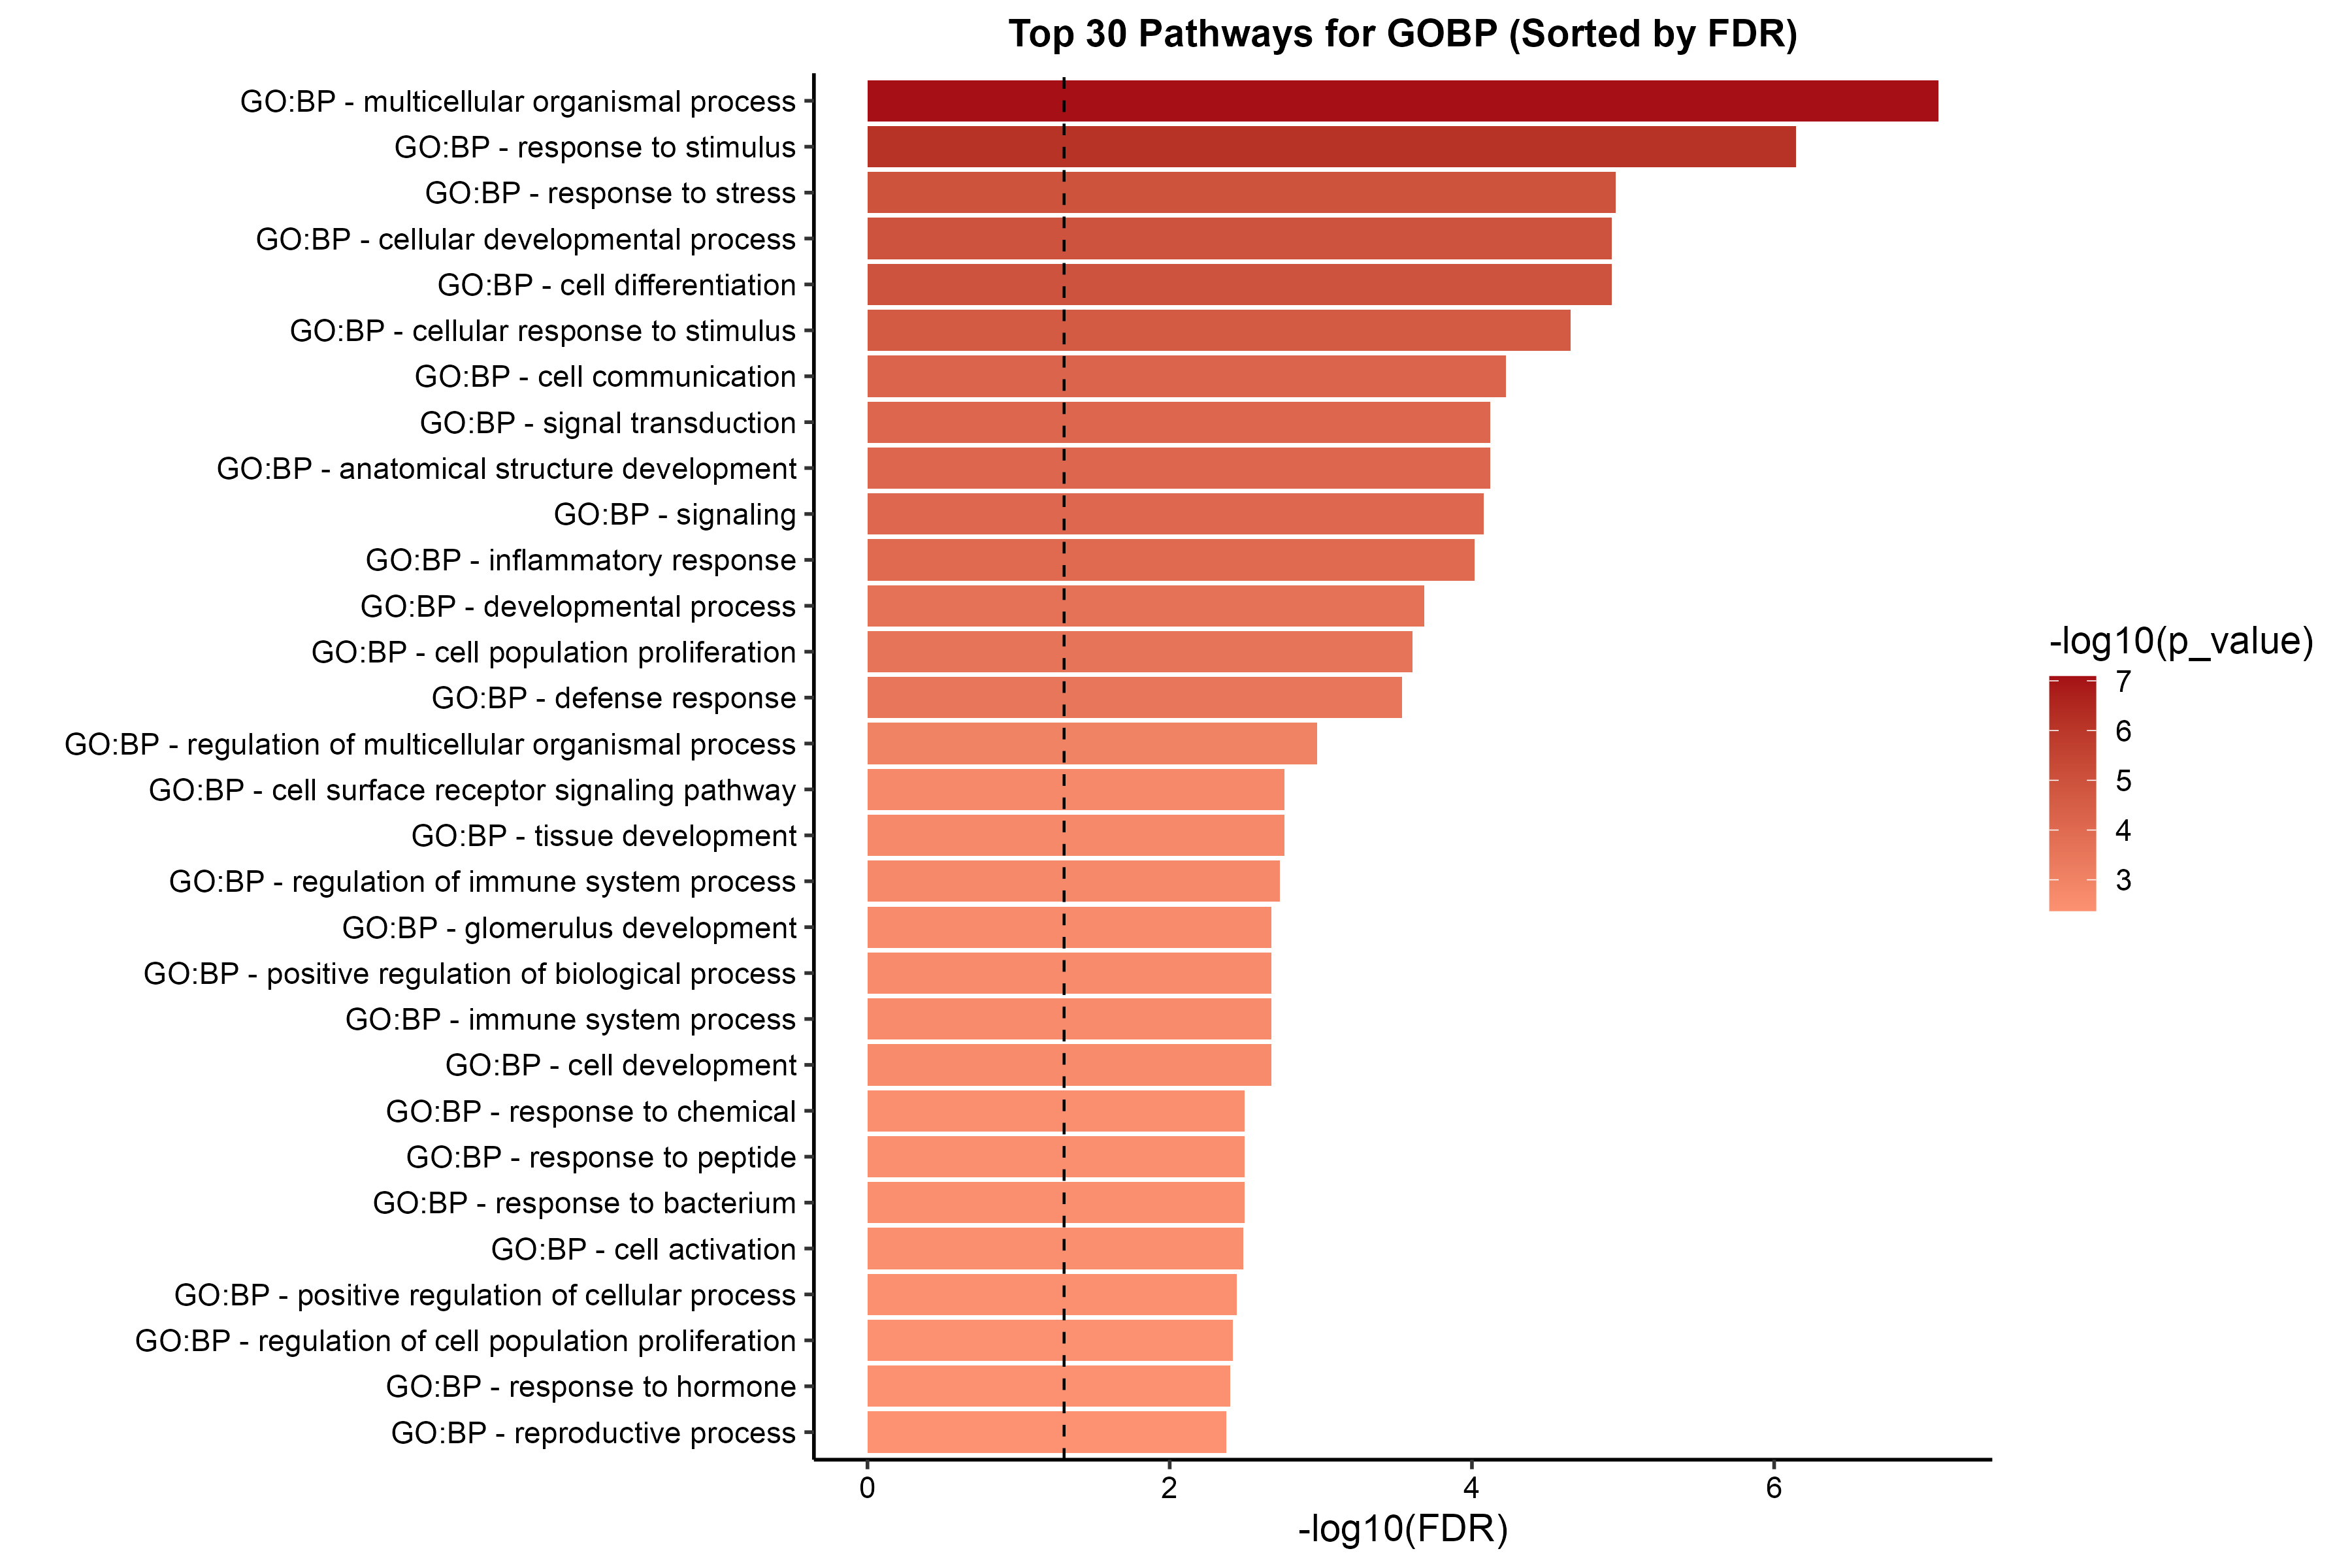 Top 30 Pathways for GOBP (Sorted by FDR)
GO:BP - multicellular organismal process
GO:BP - response to stimulus
GO:BP - response to stress
GO:BP - cellular developmental process
GO:BP - cell differentiation
GO:BP - cellular response to stimulus
GO:BP - cell communication
GO:BP - signal transduction
GO:BP - anatomical structure development
GO:BP - signaling
GO:BP - inflammatory response
GO:BP - developmental process
GO:BP - cell population proliferation
GO:BP - defense response
GO:BP - regulation of multicellular organismal process
GO:BP - cell surface receptor signaling pathway
GO:BP - tissue development
GO:BP - regulation of immune system process
GO:BP - glomerulus development
GO:BP - positive regulation of biological process
GO:BP - immune system process
GO:BP - cell development
GO:BP - response to chemical
GO:BP - response to peptide
GO:BP - response to bacterium
GO:BP - cell activation
GO:BP - positive regulation of cellular process
GO:BP - regulation of cell population proliferation
GO:BP - response to hormone
GO:BP - reproductive process
0 2 4 6
-log10(FDR)
-log10(p_value)
7
6
5
4
3